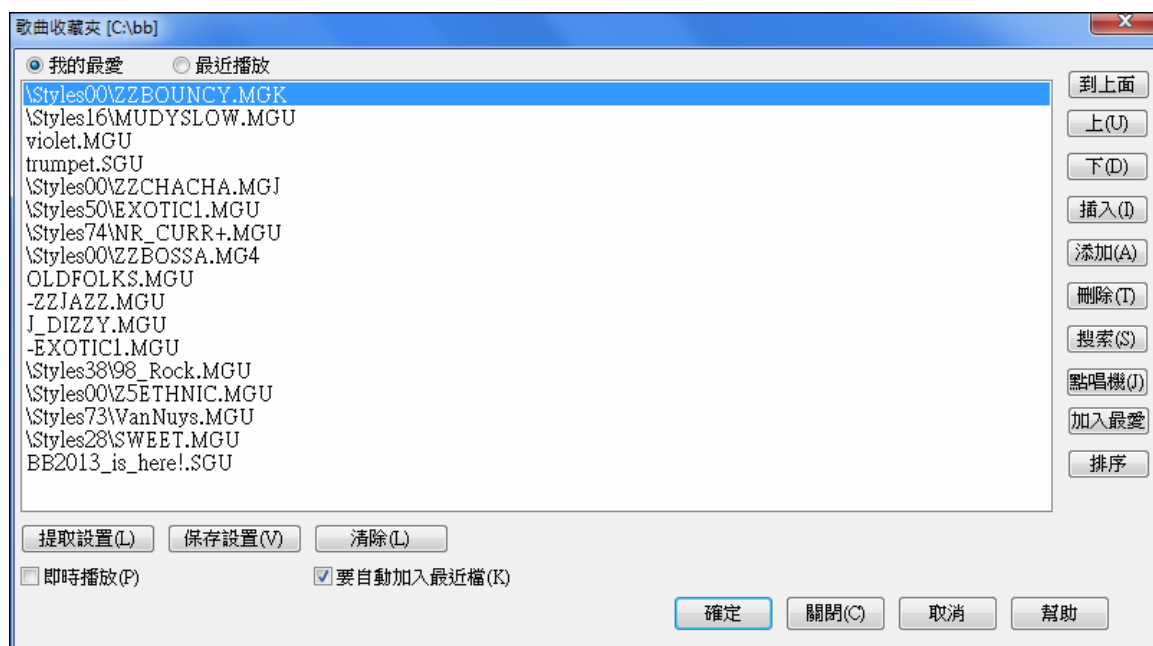 歌曲收藏夾 [C:\bb]
我的最愛 最近播放
\Styles00\ZZBOUNCY.MGK
\Styles16\MUDYSLOW.MGU
violet.MGU
trumpet.SGU
\Styles00\ZZCHACHA.MGJ
\Styles50\EXOTIC1.MGU
\Styles74\NR_CURR+.MGU
\Styles00\ZZBOSSA.MG4
OLDFOLKS.MGU
-ZZJAZZ.MGU
J_DIZZY.MGU
-EXOTIC1.MGU
\Styles38\98_Rock.MGU
\Styles00\Z5ETHNIC.MGU
\Styles73\VanNuys.MGU
\Styles28\SWEET.MGU
BB2013_is_here!.SGU
到上面
上(U)
下(D)
插入(I)
添加(A)
刪除(T)
搜索(S)
點唱機(J)
加入最愛
排序
提取設置(L) 保存設置(V) 清除(L)
即時播放(P) 要自動加入最近檔(K)
確定 關閉(C) 取消 幫助